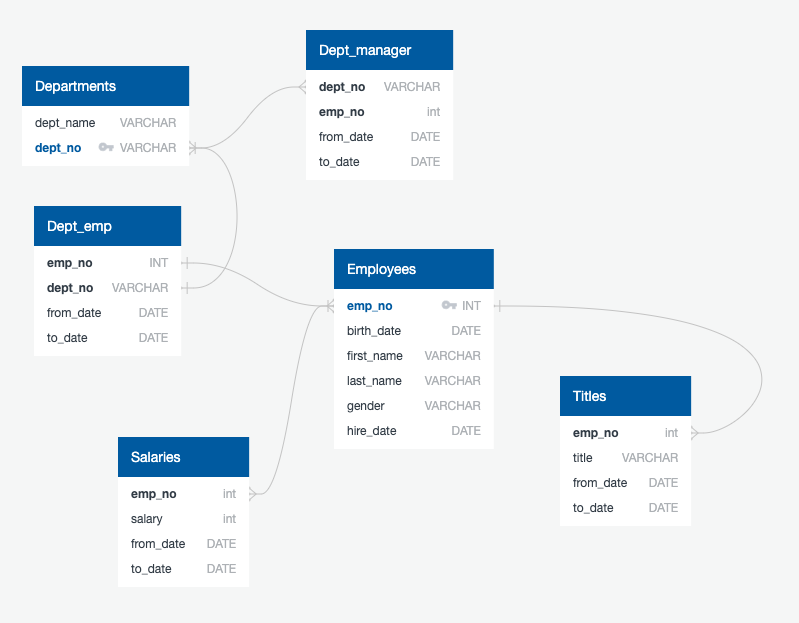 Departments
dept_name VARCHAR
dept_no VARCHAR
Dept_manager
dept_no VARCHAR
emp_no int
from_date DATE
to_date DATE
Dept_emp
emp_no INT
dept_no VARCHAR
from_date DATE
to_date DATE
Employees
emp_no INT
birth_date DATE
first_name VARCHAR
last_name VARCHAR
gender VARCHAR
hire_date DATE
Titles
emp_no int
title VARCHAR
from_date DATE
to_date DATE
Salaries
emp_no int
salary int
from_date DATE
to_date DATE